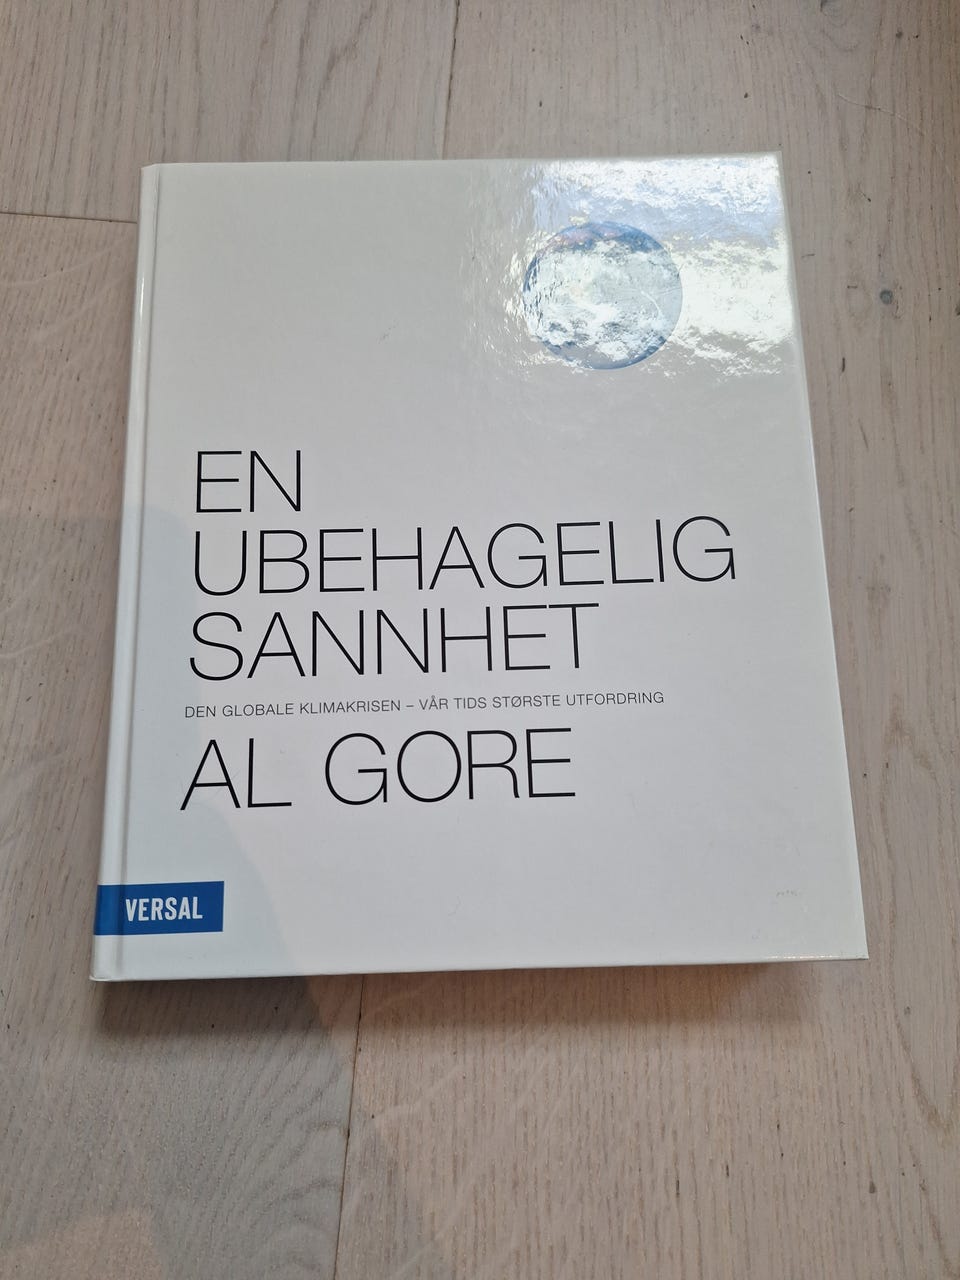 EN
UBEHAGELIG
SANNHET
DEN GLOBALE KLIMAKRISEN – VÅR TIDS STØRSTE UTFORDRING
AL GORE
VERSAL